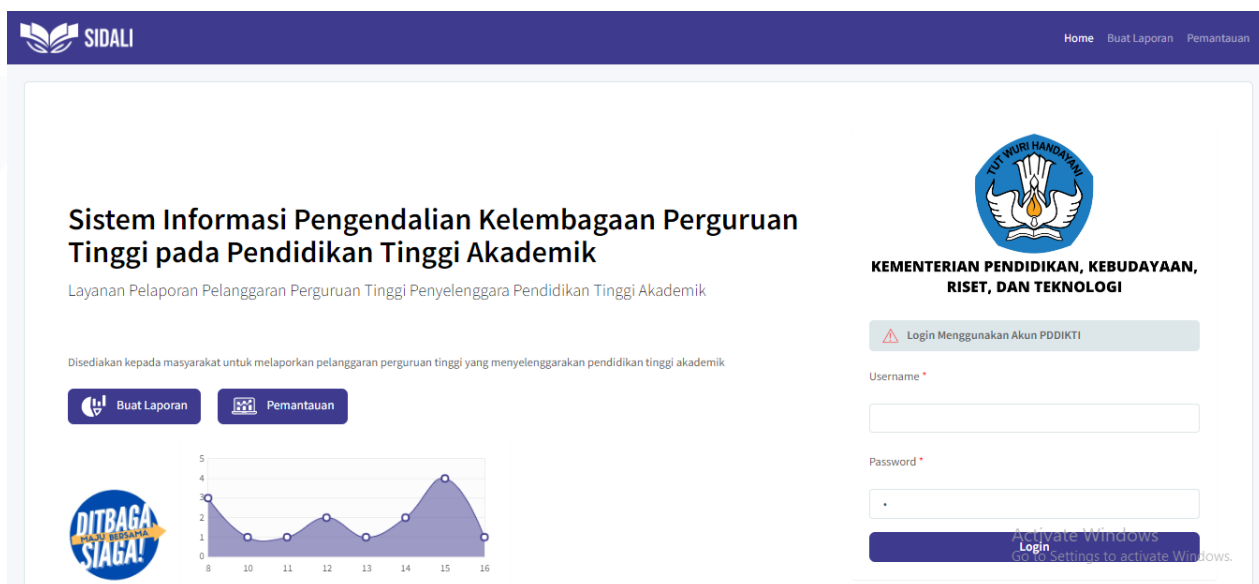 SIDALI
Home Buat Laporan Pemantauan
Sistem Informasi Pengendalian Kelembagaan Perguruan
Tinggi pada Pendidikan Tinggi Akademik
Layanan Pelaporan Pelanggaran Perguruan Tinggi Penyelenggara Pendidikan Tinggi Akademik
Disediakan kepada masyarakat untuk melaporkan pelanggaran perguruan tinggi yang menyelenggarakan pendidikan tinggi akademik
Buat Laporan Pemantauan
5
4
3
2
1
0
8 10 11 12 13 14 15 16
DITBAGA
MAJU BERSAMA
SIAGA!
TUT WURI HANDAYANI
KEMENTERIAN PENDIDIKAN, KEBUDAYAAN,
RISET, DAN TEKNOLOGI
Login Menggunakan Akun PDDIKTI
Username *
Password *
Login
Activate Windows
Go to Settings to activate Windows.